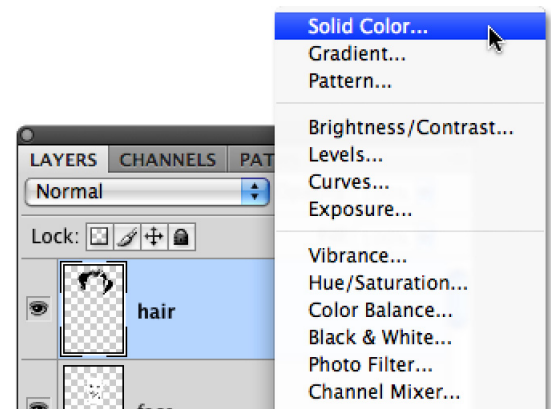 Solid Color...
Gradient...
Pattern...
Brightness/Contrast...
Levels...
Curves...
Exposure...
Vibrance...
Hue/Saturation...
Color Balance...
Black & White...
Photo Filter...
Channel Mixer...
LAYERS CHANNELS PAT
Normal
Lock:
hair